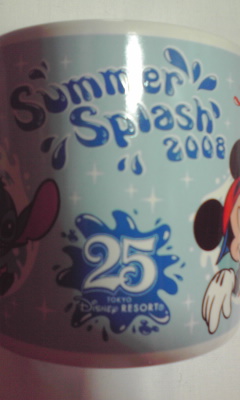 Summer
Splash
2008
25
TOKYO
Disney RESORT®